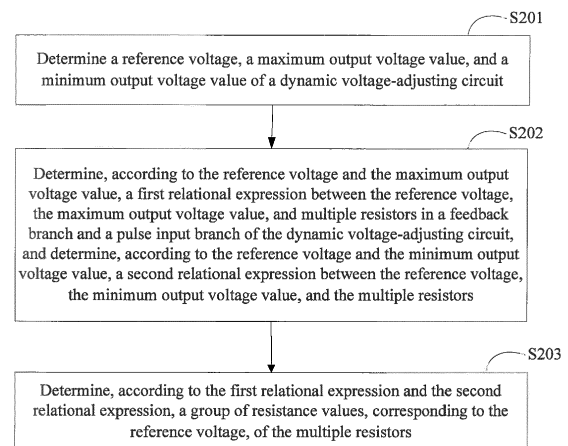 S201
Determine a reference voltage, a maximum output voltage value, and a
minimum output voltage value of a dynamic voltage-adjusting circuit
S202
Determine, according to the reference voltage and the maximum output
voltage value, a first relational expression between the reference voltage,
the maximum output voltage value, and multiple resistors in a feedback
branch and a pulse input branch of the dynamic voltage-adjusting circuit,
and determine, according to the reference voltage and the minimum output
voltage value, a second relational expression between the reference voltage,
the minimum output voltage value, and the multiple resistors
S203
Determine, according to the first relational expression and the second
relational expression, a group of resistance values, corresponding to the
reference voltage, of the multiple resistors